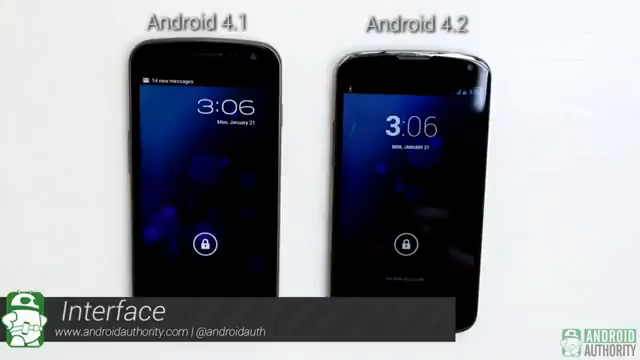 Android 4.1
Android 4.2
14 new messages
3:06
Mon, January 21
3:06
MON, JANUARY 21
Interface
www.androidauthority.com | @androidauth
ANDROID
AUTHORITY